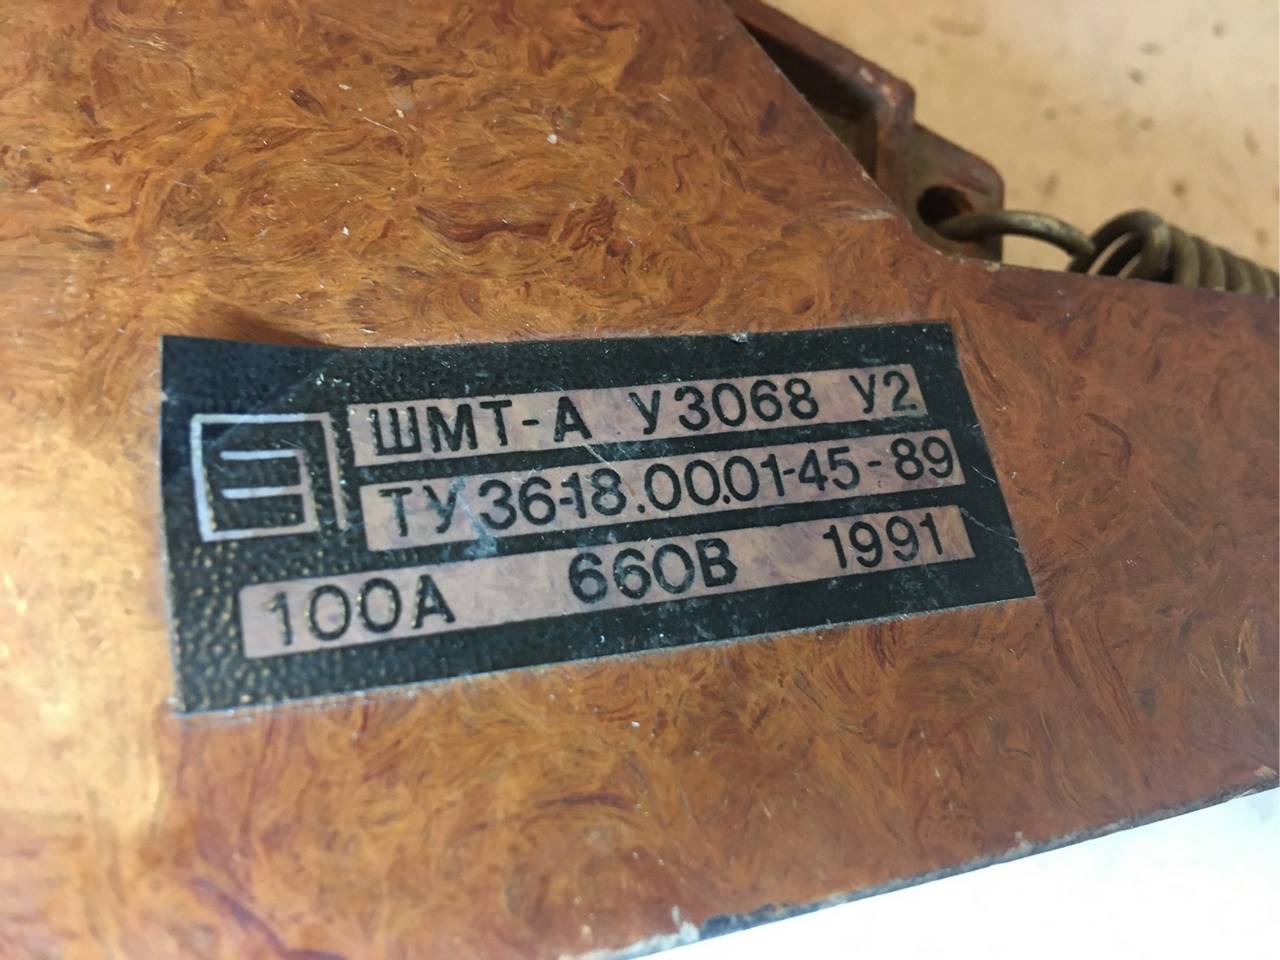 ШМТ-А У3068 У2
ТУ 36-18.00.01-45-89
100А 660В 1991